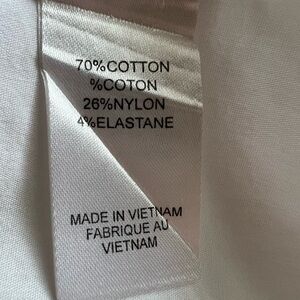 70%COTTON
%COTON
26%NYLON
4%ELASTANE
MADE IN VIETNAM
FABRIQUE AU
VIETNAM